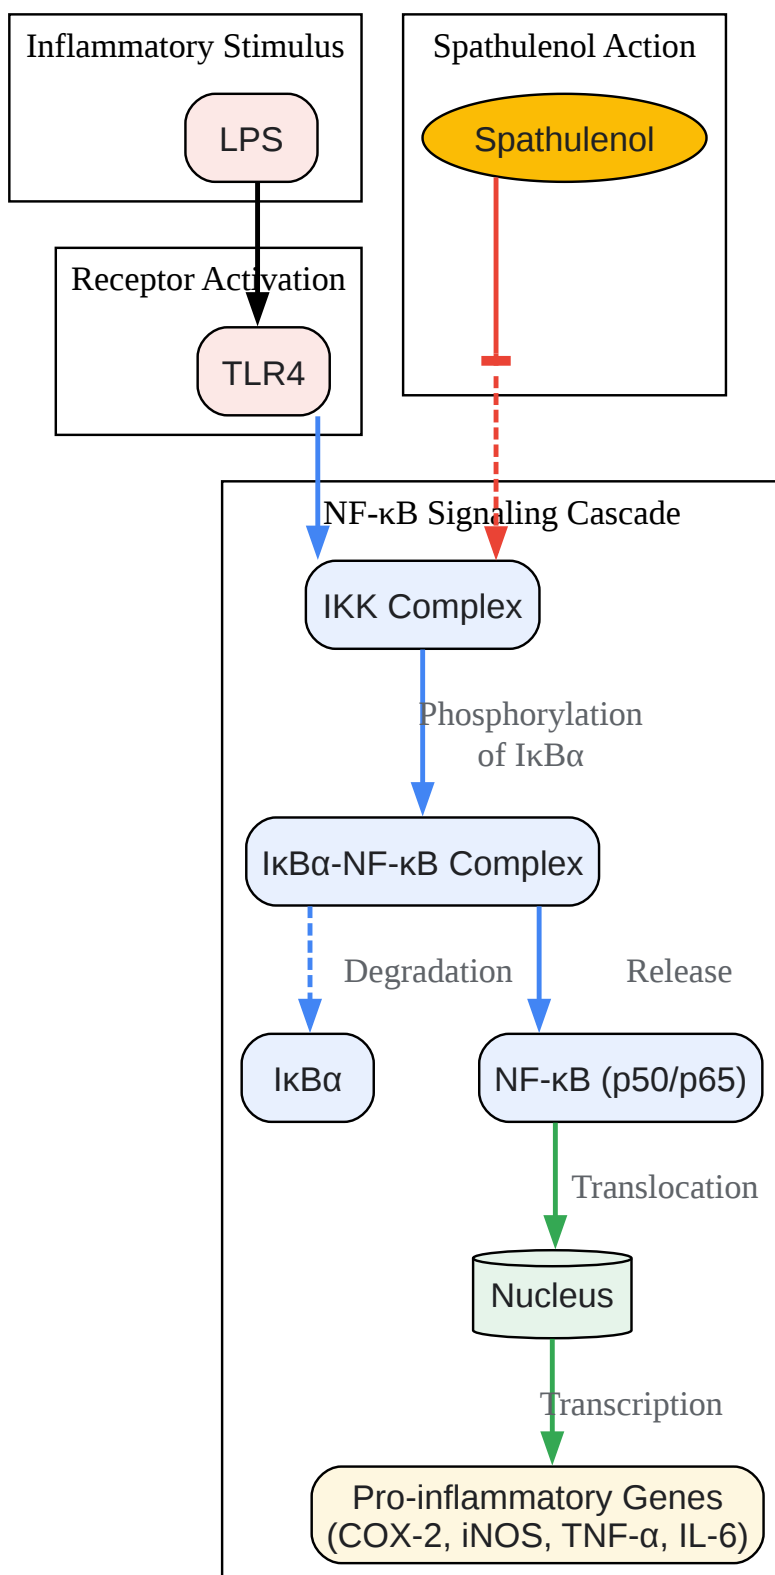 Inflammatory Stimulus
LPS
Spathulenol Action
Spathulenol
Receptor Activation
TLR4
NF-κB Signaling Cascade
IKK Complex
Phosphorylation
of IκBα
IκBα-NF-κB Complex
Degradation
Release
IκBα
NF-κB (p50/p65)
Translocation
Nucleus
Transcription
Pro-inflammatory Genes
(COX-2, iNOS, TNF-α, IL-6)